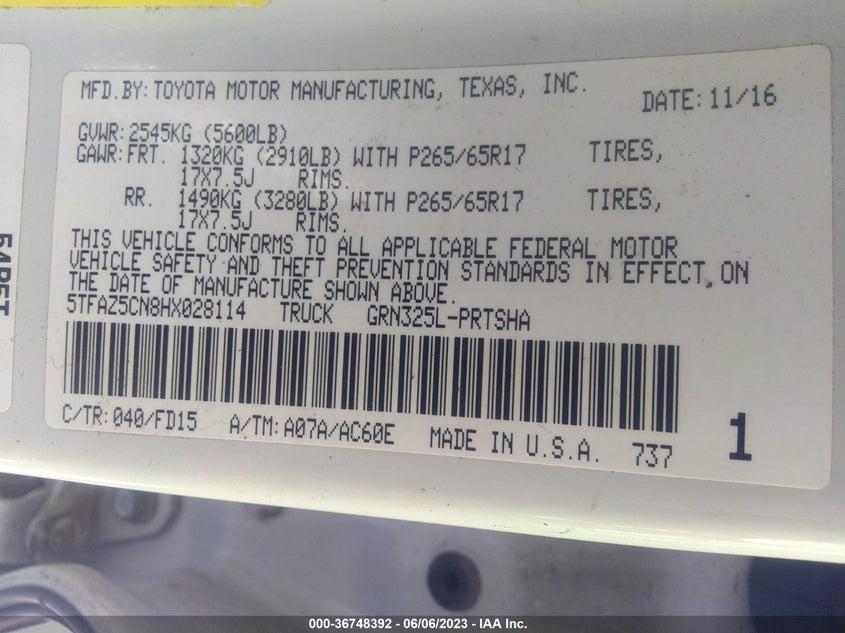 MFD.BY:TOYOTA MOTOR MANUFACTURING, TEXAS, INC.
DATE:11/16
GVWR:2545KG (5600LB)
GAWR:FRT. 1320KG (2910LB) WITH P265/65R17 TIRES,
17X7.5J RIMS.
RR. 1490KG (3280LB) WITH P265/65R17 TIRES,
17X7.5J RIMS.
THIS VEHICLE CONFORMS TO ALL APPLICABLE FEDERAL MOTOR
VEHICLE SAFETY AND THEFT PREVENTION STANDARDS IN EFFECT ON
THE DATE OF MANUFACTURE SHOWN ABOVE.
5TFAZ5CN8HX028114 TRUCK GRN325L-PRTSHA
C/TR:040/FD15 A/TM:A07A/AC60E MADE IN U.S.A. 737 1
000-36748392 - 06/06/2023 - IAA Inc.